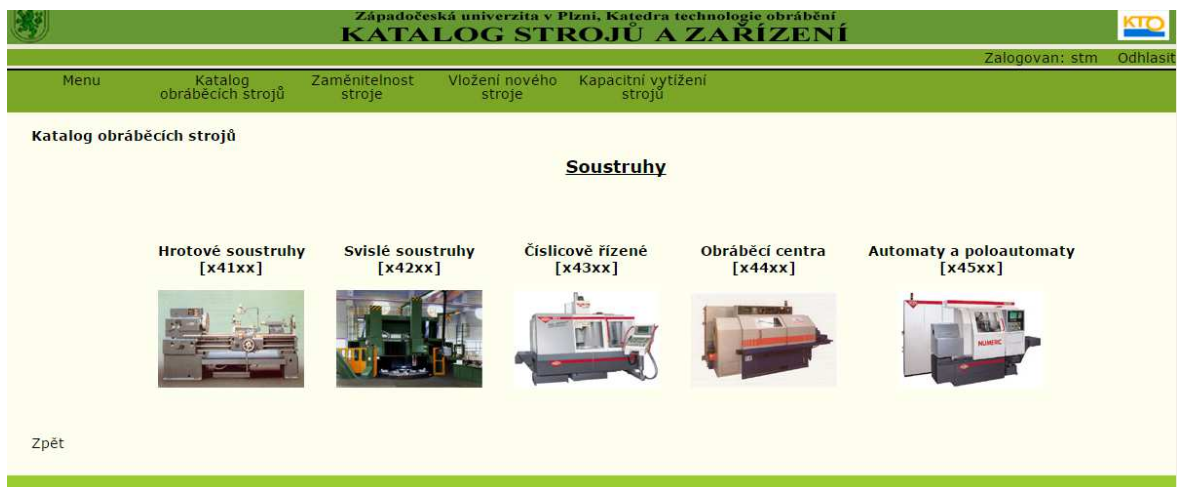 Západočeská univerzita v Plzni, Katedra technologie obrábění
KATALOG STROJŮ A ZAŘÍZENÍ
KTO
Zalogovan: stm Odhlasit
Menu Katalog Zaměnitelnost Vložení nového Kapacitní vytížení
obráběcích strojů stroje stroje strojů
Katalog obráběcích strojů
Soustruhy
Hrotové soustruhy Svislé soustruhy Číslicově řízené Obráběcí centra Automaty a poloautomaty
[x41xx] [x42xx] [x43xx] [x44xx] [x45xx]
NUMERIC
Zpět